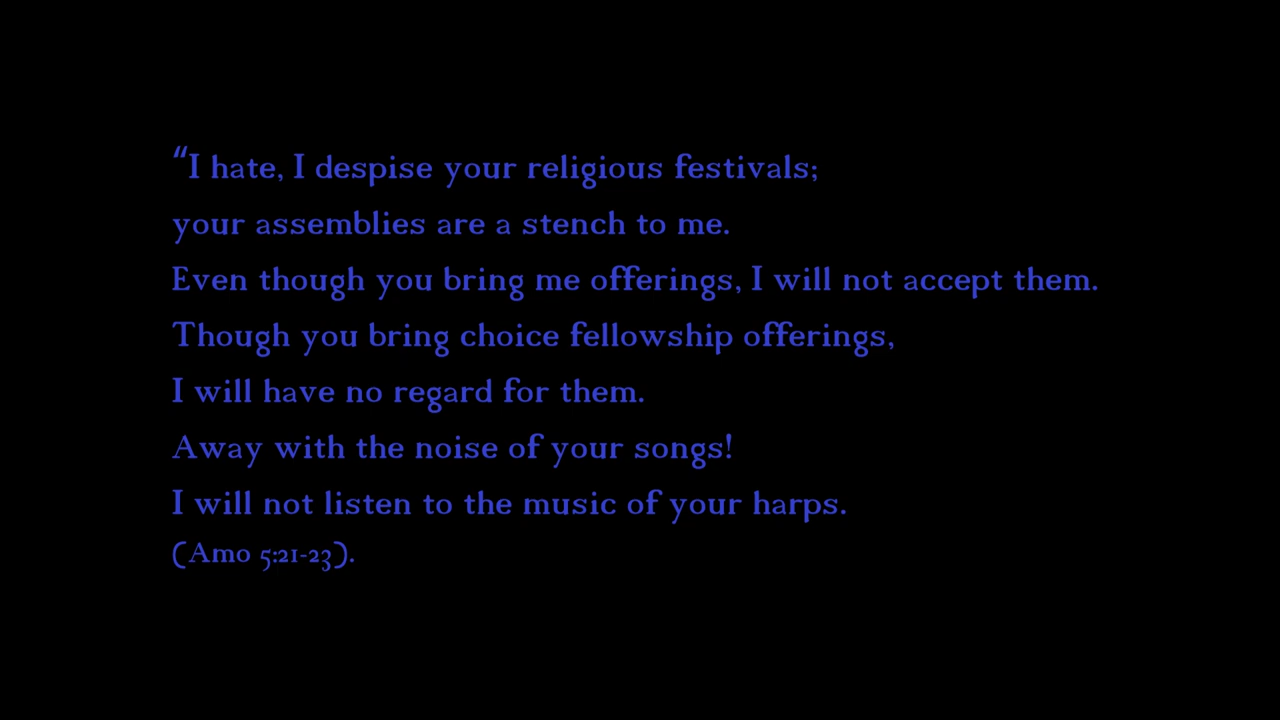 “I hate, I despise your religious festivals;
your assemblies are a stench to me.
Even though you bring me offerings, I will not accept them.
Though you bring choice fellowship offerings,
I will have no regard for them.
Away with the noise of your songs!
I will not listen to the music of your harps.
(Amo 5:21-23).